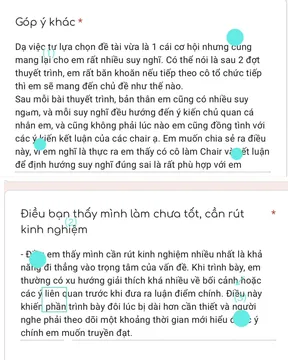 Góp ý khác *
Dạ việc tự lựa chọn đề tài vừa là 1 cái cơ hội nhưng cũng
(1)
mang lại cho em rất nhiều suy nghĩ. Có thể nói là sau 2 đợt
thuyết trình, em rất băn khoăn nếu tiếp theo cô tổ chức tiếp
thì em sẽ mang đến chủ đề như thế nào.
Sau mỗi bài thuyết trình, bản thân em cũng có nhiều suy
ngẫm, và mỗi suy nghĩ đều hướng đến ý kiến chủ quan cá
nhân em, và cũng không phải lúc nào em cũng đồng tình với
các ý kiến kết luận của các chair ạ. Em muốn chia sẻ ra điều
này, vì em nghĩ là thực ra em thấy có cô làm Chair và kết luận
để định hướng suy nghĩ đúng sai là rất phù hợp với em
Điều bạn thấy mình làm chưa tốt, cần rút *
kinh nghiệm
(2)
- em thấy mình cần rút kinh nghiệm nhiều nhất là khả
năng đi thẳng vào trọng tâm của vấn đề. Khi trình bày, em
thường có xu hướng giải thích khá nhiều về bối cảnh hoặc
các ý liên quan trước khi đưa ra luận điểm chính. Điều này
khiến phần trình bày đôi lúc bị dài hơn cần thiết và người
nghe phải theo dõi một khoảng thời gian mới hiểu ý
chính em muốn truyền đạt.